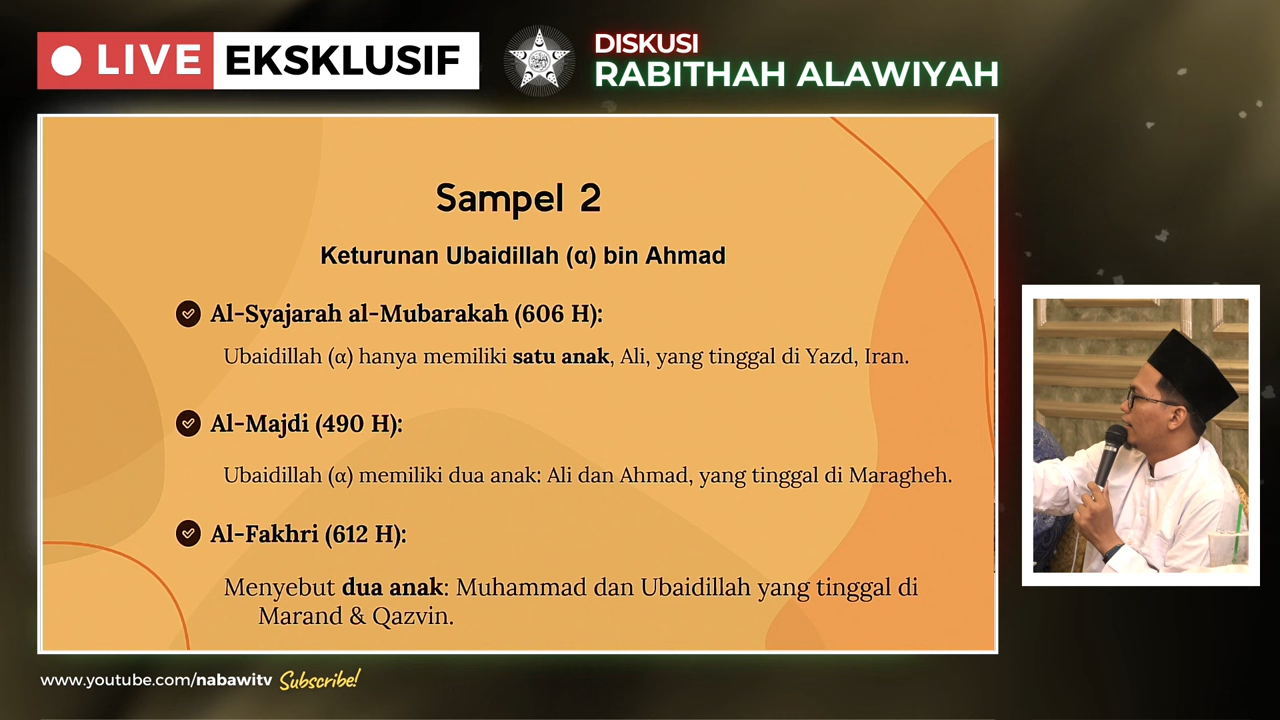 LIVE EKSKLUSIF
DISKUSI
RABITHAH ALAWIYAH
Sampel 2
Keturunan Ubaidillah (α) bin Ahmad
Al-Syajarah al-Mubarakah (606 H):
Ubaidillah (α) hanya memiliki satu anak, Ali, yang tinggal di Yazd, Iran.
Al-Majdi (490 H):
Ubaidillah (α) memiliki dua anak: Ali dan Ahmad, yang tinggal di Maragheh.
Al-Fakhri (612 H):
Menyebut dua anak: Muhammad dan Ubaidillah yang tinggal di
Marand & Qazvin.
www.youtube.com/nabawitv Subscribe!